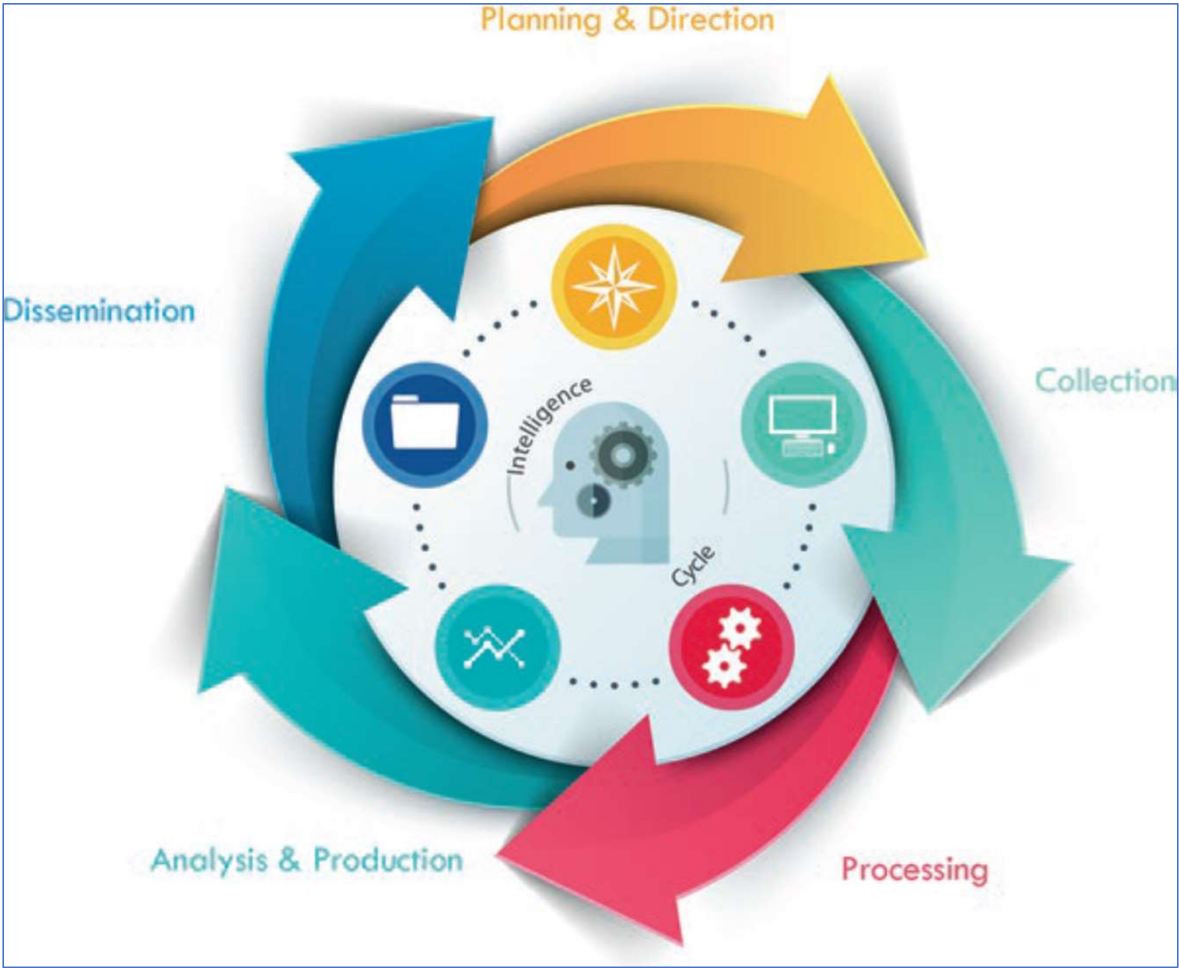 Planning & Direction
Dissemination
Collection
Intelligence
Cycle
Analysis & Production
Processing